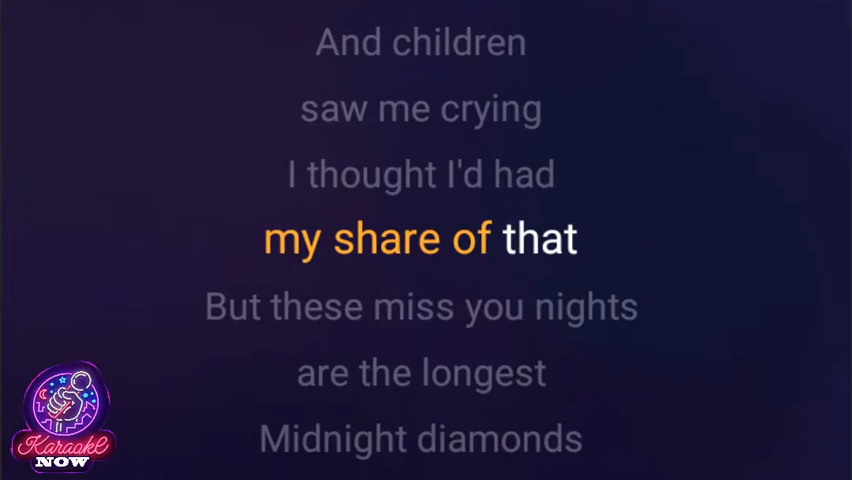 And children
saw me crying
I thought I'd had
my share of that
But these miss you nights
are the longest
Midnight diamonds
Karaoke
NOW